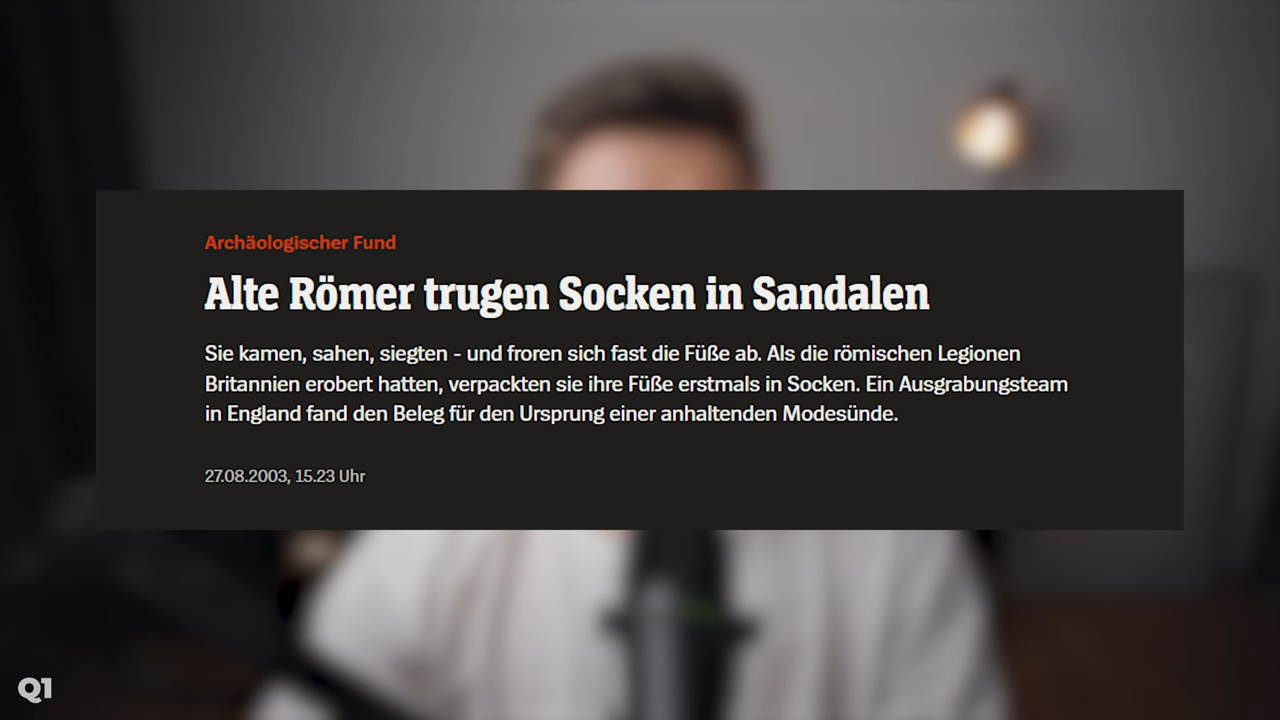 Archäologischer Fund
Alte Römer trugen Socken in Sandalen
Sie kamen, sahen, siegten - und froren sich fast die Füße ab. Als die römischen Legionen
Britannien erobert hatten, verpackten sie ihre Füße erstmals in Socken. Ein Ausgrabungsteam
in England fand den Beleg für den Ursprung einer anhaltenden Modesünde.
27.08.2003, 15.23 Uhr
Q1